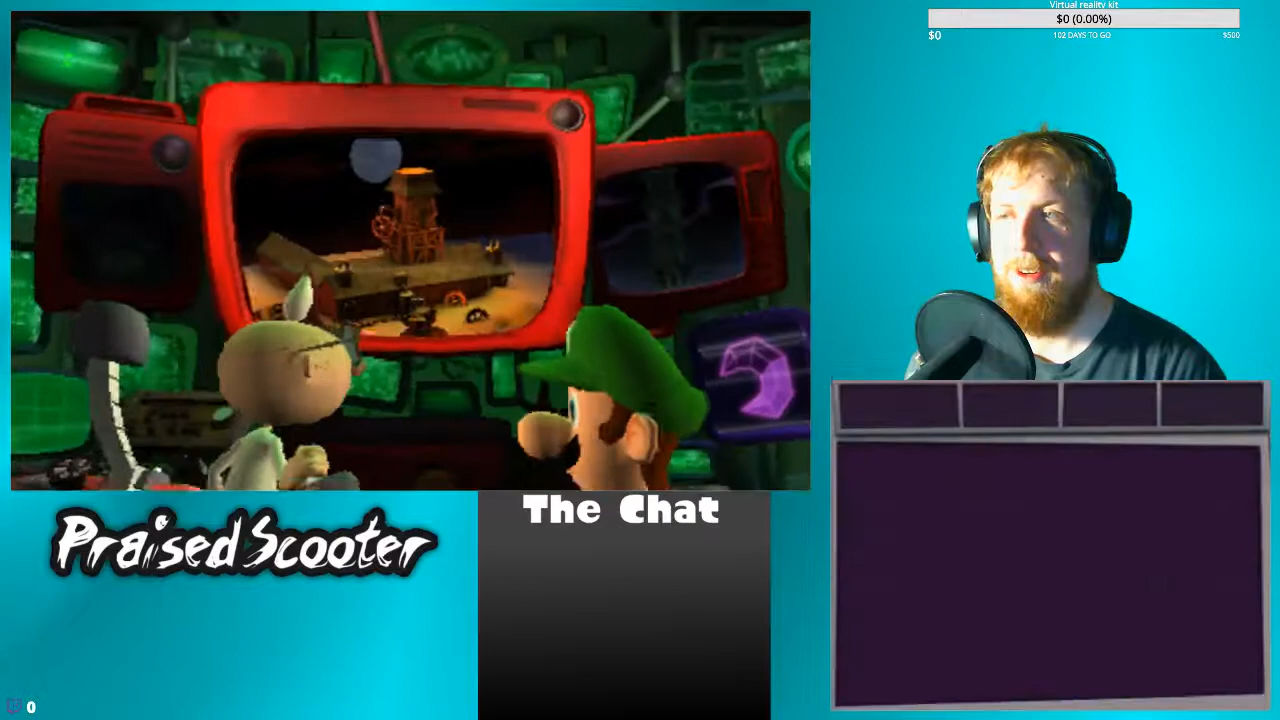 Virtual reality kit
$0 (0.00%)
$0 102 DAYS TO GO $500
The Chat
PraisedScooter
0